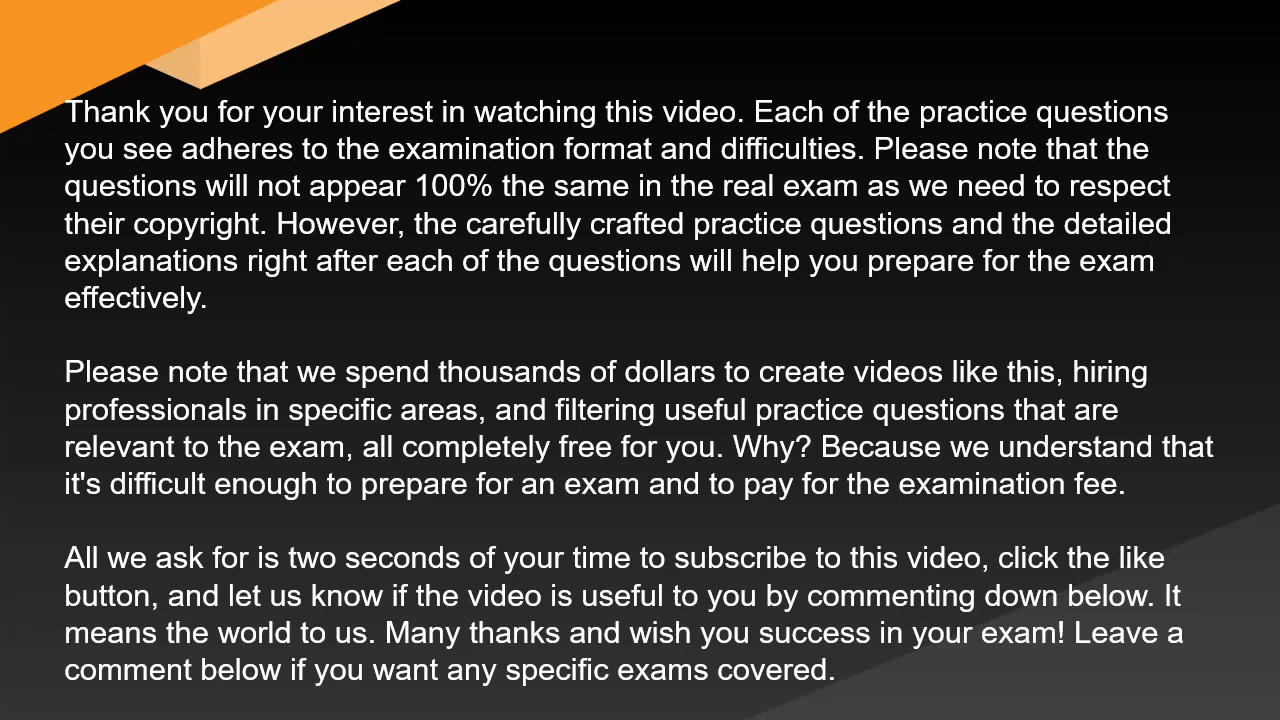 Thank you for your interest in watching this video. Each of the practice questions
you see adheres to the examination format and difficulties. Please note that the
questions will not appear 100% the same in the real exam as we need to respect
their copyright. However, the carefully crafted practice questions and the detailed
explanations right after each of the questions will help you prepare for the exam
effectively.
Please note that we spend thousands of dollars to create videos like this, hiring
professionals in specific areas, and filtering useful practice questions that are
relevant to the exam, all completely free for you. Why? Because we understand that
it's difficult enough to prepare for an exam and to pay for the examination fee.
All we ask for is two seconds of your time to subscribe to this video, click the like
button, and let us know if the video is useful to you by commenting down below. It
means the world to us. Many thanks and wish you success in your exam! Leave a
comment below if you want any specific exams covered.